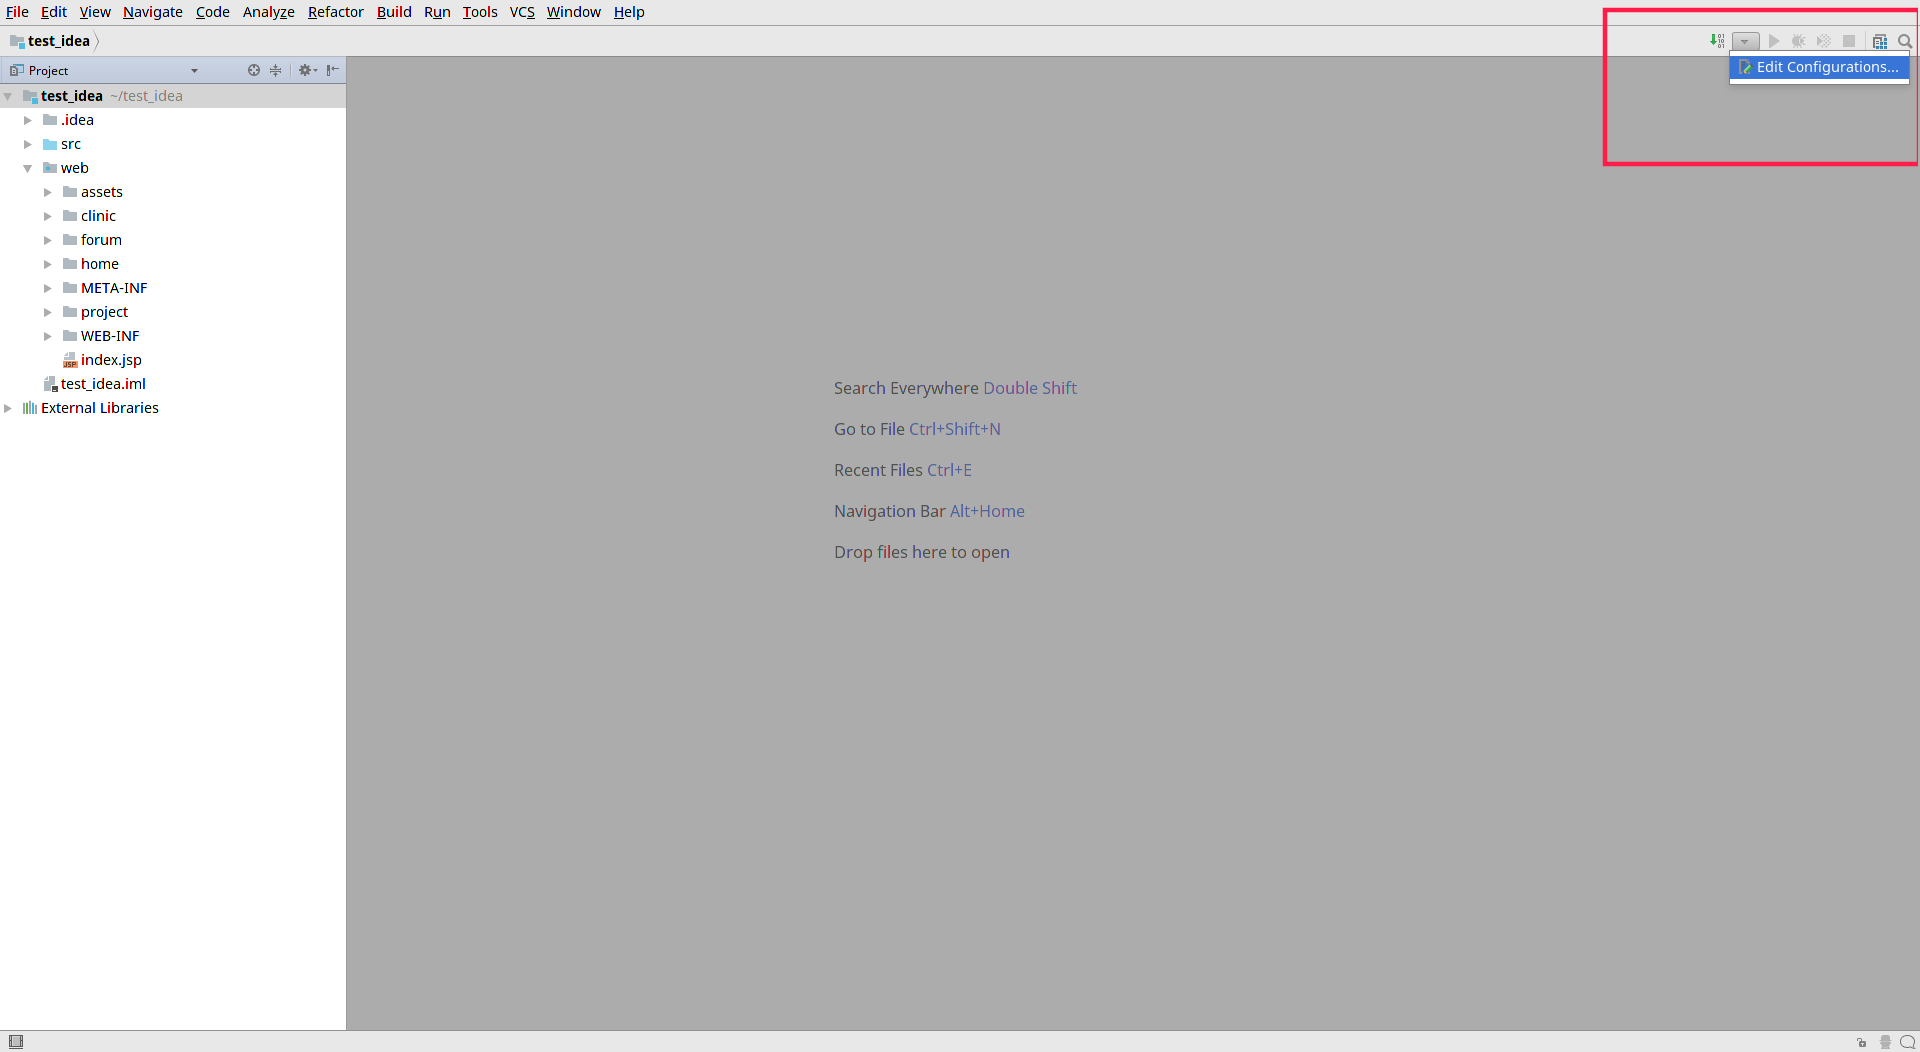 File Edit View Navigate Code Analyze Refactor Build Run Tools VCS Window Help
test_idea
Edit Configurations...
Project
test_idea ~/test_idea
.idea
src
web
assets
clinic
forum
home
META-INF
project
WEB-INF
index.jsp
test_idea.iml
External Libraries
Search Everywhere Double Shift
Go to File Ctrl+Shift+N
Recent Files Ctrl+E
Navigation Bar Alt+Home
Drop files here to open